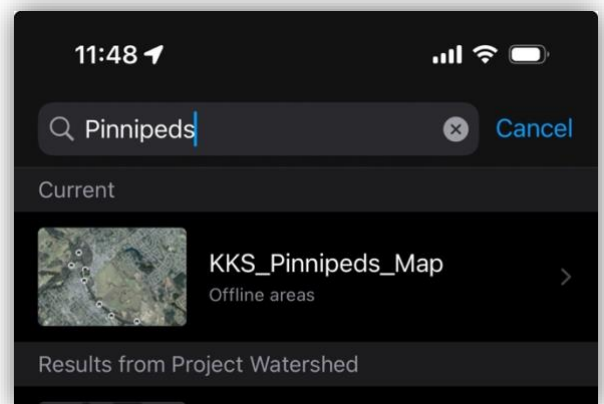 11:48
Pinnipeds
Cancel
Current
KKS_Pinnipeds_Map
Offline areas
Results from Project Watershed